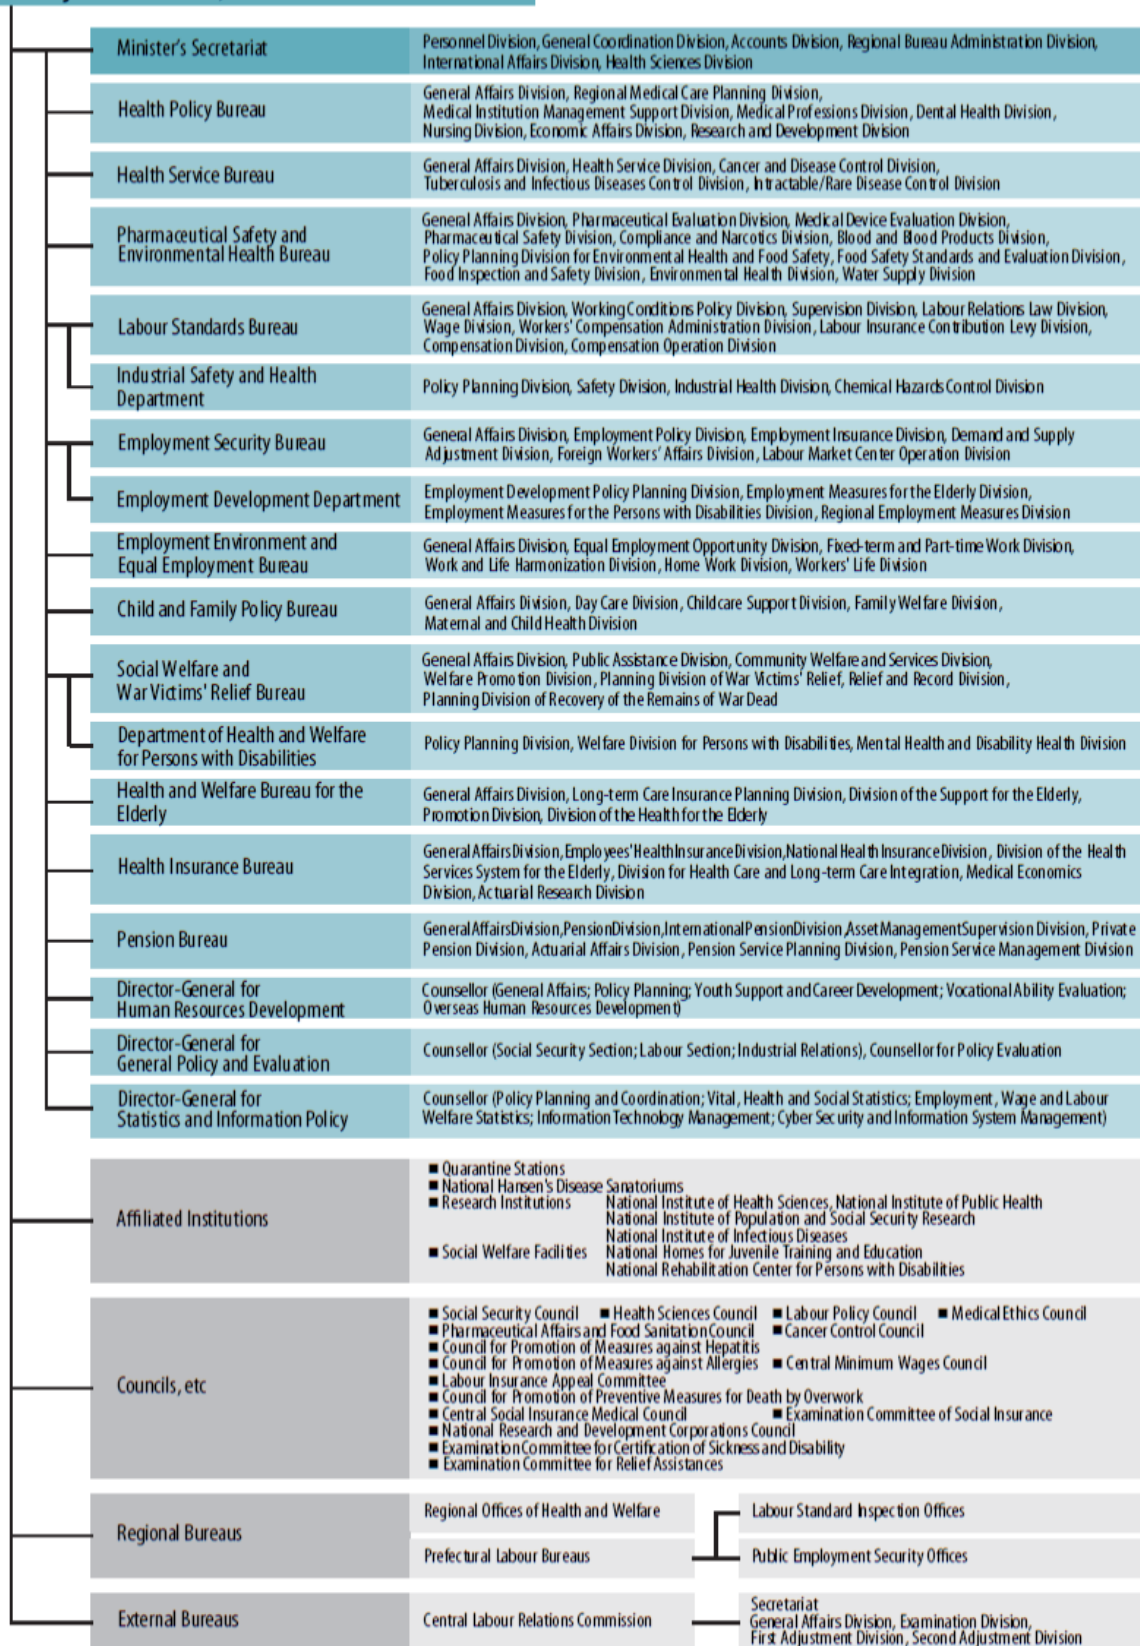 Minister's Secretariat
Personnel Division, General Coordination Division, Accounts Division, Regional Bureau Administration Division,
International Affairs Division, Health Sciences Division
Health Policy Bureau
General Affairs Division, Regional Medical Care Planning Division,
Medical Institution Management Support Division, Medical Professions Division, Dental Health Division,
Nursing Division, Economic Affairs Division, Research and Development Division
Health Service Bureau
General Affairs Division, Health Service Division, Cancer and Disease Control Division,
Tuberculosis and Infectious Diseases Control Division, Intractable/Rare Disease Control Division
Pharmaceutical Safety and
Environmental Health Bureau
General Affairs Division, Pharmaceutical Evaluation Division, Medical Device Evaluation Division,
Pharmaceutical Safety Division, Compliance and Narcotics Division, Blood and Blood Products Division,
Policy Planning Division for Environmental Health and Food Safety, Food Safety Standards and Evaluation Division,
Food Inspection and Safety Division, Environmental Health Division, Water Supply Division
Labour Standards Bureau
General Affairs Division, Working Conditions Policy Division, Supervision Division, Labour Relations Law Division,
Wage Division, Workers' Compensation Administration Division, Labour Insurance Contribution Levy Division,
Compensation Division, Compensation Operation Division
Industrial Safety and Health
Department
Policy Planning Division, Safety Division, Industrial Health Division, Chemical Hazards Control Division
Employment Security Bureau
General Affairs Division, Employment Policy Division, Employment Insurance Division, Demand and Supply
Adjustment Division, Foreign Workers' Affairs Division, Labour Market Center Operation Division
Employment Development Department
Employment Development Policy Planning Division, Employment Measures for the Elderly Division,
Employment Measures for the Persons with Disabilities Division, Regional Employment Measures Division
Employment Environment and
Equal Employment Bureau
General Affairs Division, Equal Employment Opportunity Division, Fixed-term and Part-time Work Division,
Work and Life Harmonization Division, Home Work Division, Workers' Life Division
Child and Family Policy Bureau
General Affairs Division, Day Care Division, Childcare Support Division, Family Welfare Division,
Maternal and Child Health Division
Social Welfare and
War Victims' Relief Bureau
General Affairs Division, Public Assistance Division, Community Welfare and Services Division,
Welfare Promotion Division, Planning Division of War Victims' Relief, Relief and Record Division,
Planning Division of Recovery of the Remains of War Dead
Department of Health and Welfare
for Persons with Disabilities
Policy Planning Division, Welfare Division for Persons with Disabilities, Mental Health and Disability Health Division
Health and Welfare Bureau for the
Elderly
General Affairs Division, Long-term Care Insurance Planning Division, Division of the Support for the Elderly,
Promotion Division, Division of the Health for the Elderly
Health Insurance Bureau
General Affairs Division, Employees' Health Insurance Division, National Health Insurance Division, Division of the Health
Services System for the Elderly, Division for Health Care and Long-term Care Integration, Medical Economics
Division, Actuarial Research Division
Pension Bureau
General Affairs Division, Pension Division, International Pension Division, Asset Management Supervision Division, Private
Pension Division, Actuarial Affairs Division, Pension Service Planning Division, Pension Service Management Division
Director-General for
Human Resources Development
Counsellor (General Affairs; Policy Planning; Youth Support and Career Development; Vocational Ability Evaluation;
Overseas Human Resources Development)
Director-General for
General Policy and Evaluation
Counsellor (Social Security Section; Labour Section; Industrial Relations), Counsellor for Policy Evaluation
Director-General for
Statistics and Information Policy
Counsellor (Policy Planning and Coordination; Vital, Health and Social Statistics; Employment, Wage and Labour
Welfare Statistics; Information Technology Management; Cyber Security and Information System Management)
Affiliated Institutions
■ Quarantine Stations
■ National Hansen's Disease Sanatoriums
■ Research Institutions National Institute of Health Sciences, National Institute of Public Health
National Institute of Population and Social Security Research
National Institute of Infectious Diseases
■ Social Welfare Facilities National Homes for Juvenile Training and Education
National Rehabilitation Center for Persons with Disabilities
Councils, etc
■ Social Security Council ■ Health Sciences Council ■ Labour Policy Council ■ Medical Ethics Council
■ Pharmaceutical Affairs and Food Sanitation Council ■ Cancer Control Council
■ Council for Promotion of Measures against Hepatitis
■ Council for Promotion of Measures against Allergies ■ Central Minimum Wages Council
■ Labour Insurance Appeal Committee
■ Council for Promotion of Preventive Measures for Death by Overwork
■ Central Social Insurance Medical Council ■ Examination Committee of Social Insurance
■ National Research and Development Corporations Council
■ Examination Committee for Certification of Sickness and Disability
■ Examination Committee for Relief Assistances
Regional Bureaus
Regional Offices of Health and Welfare
Labour Standard Inspection Offices
Prefectural Labour Bureaus
Public Employment Security Offices
External Bureaus
Central Labour Relations Commission
Secretariat
General Affairs Division, Examination Division,
First Adjustment Division, Second Adjustment Division